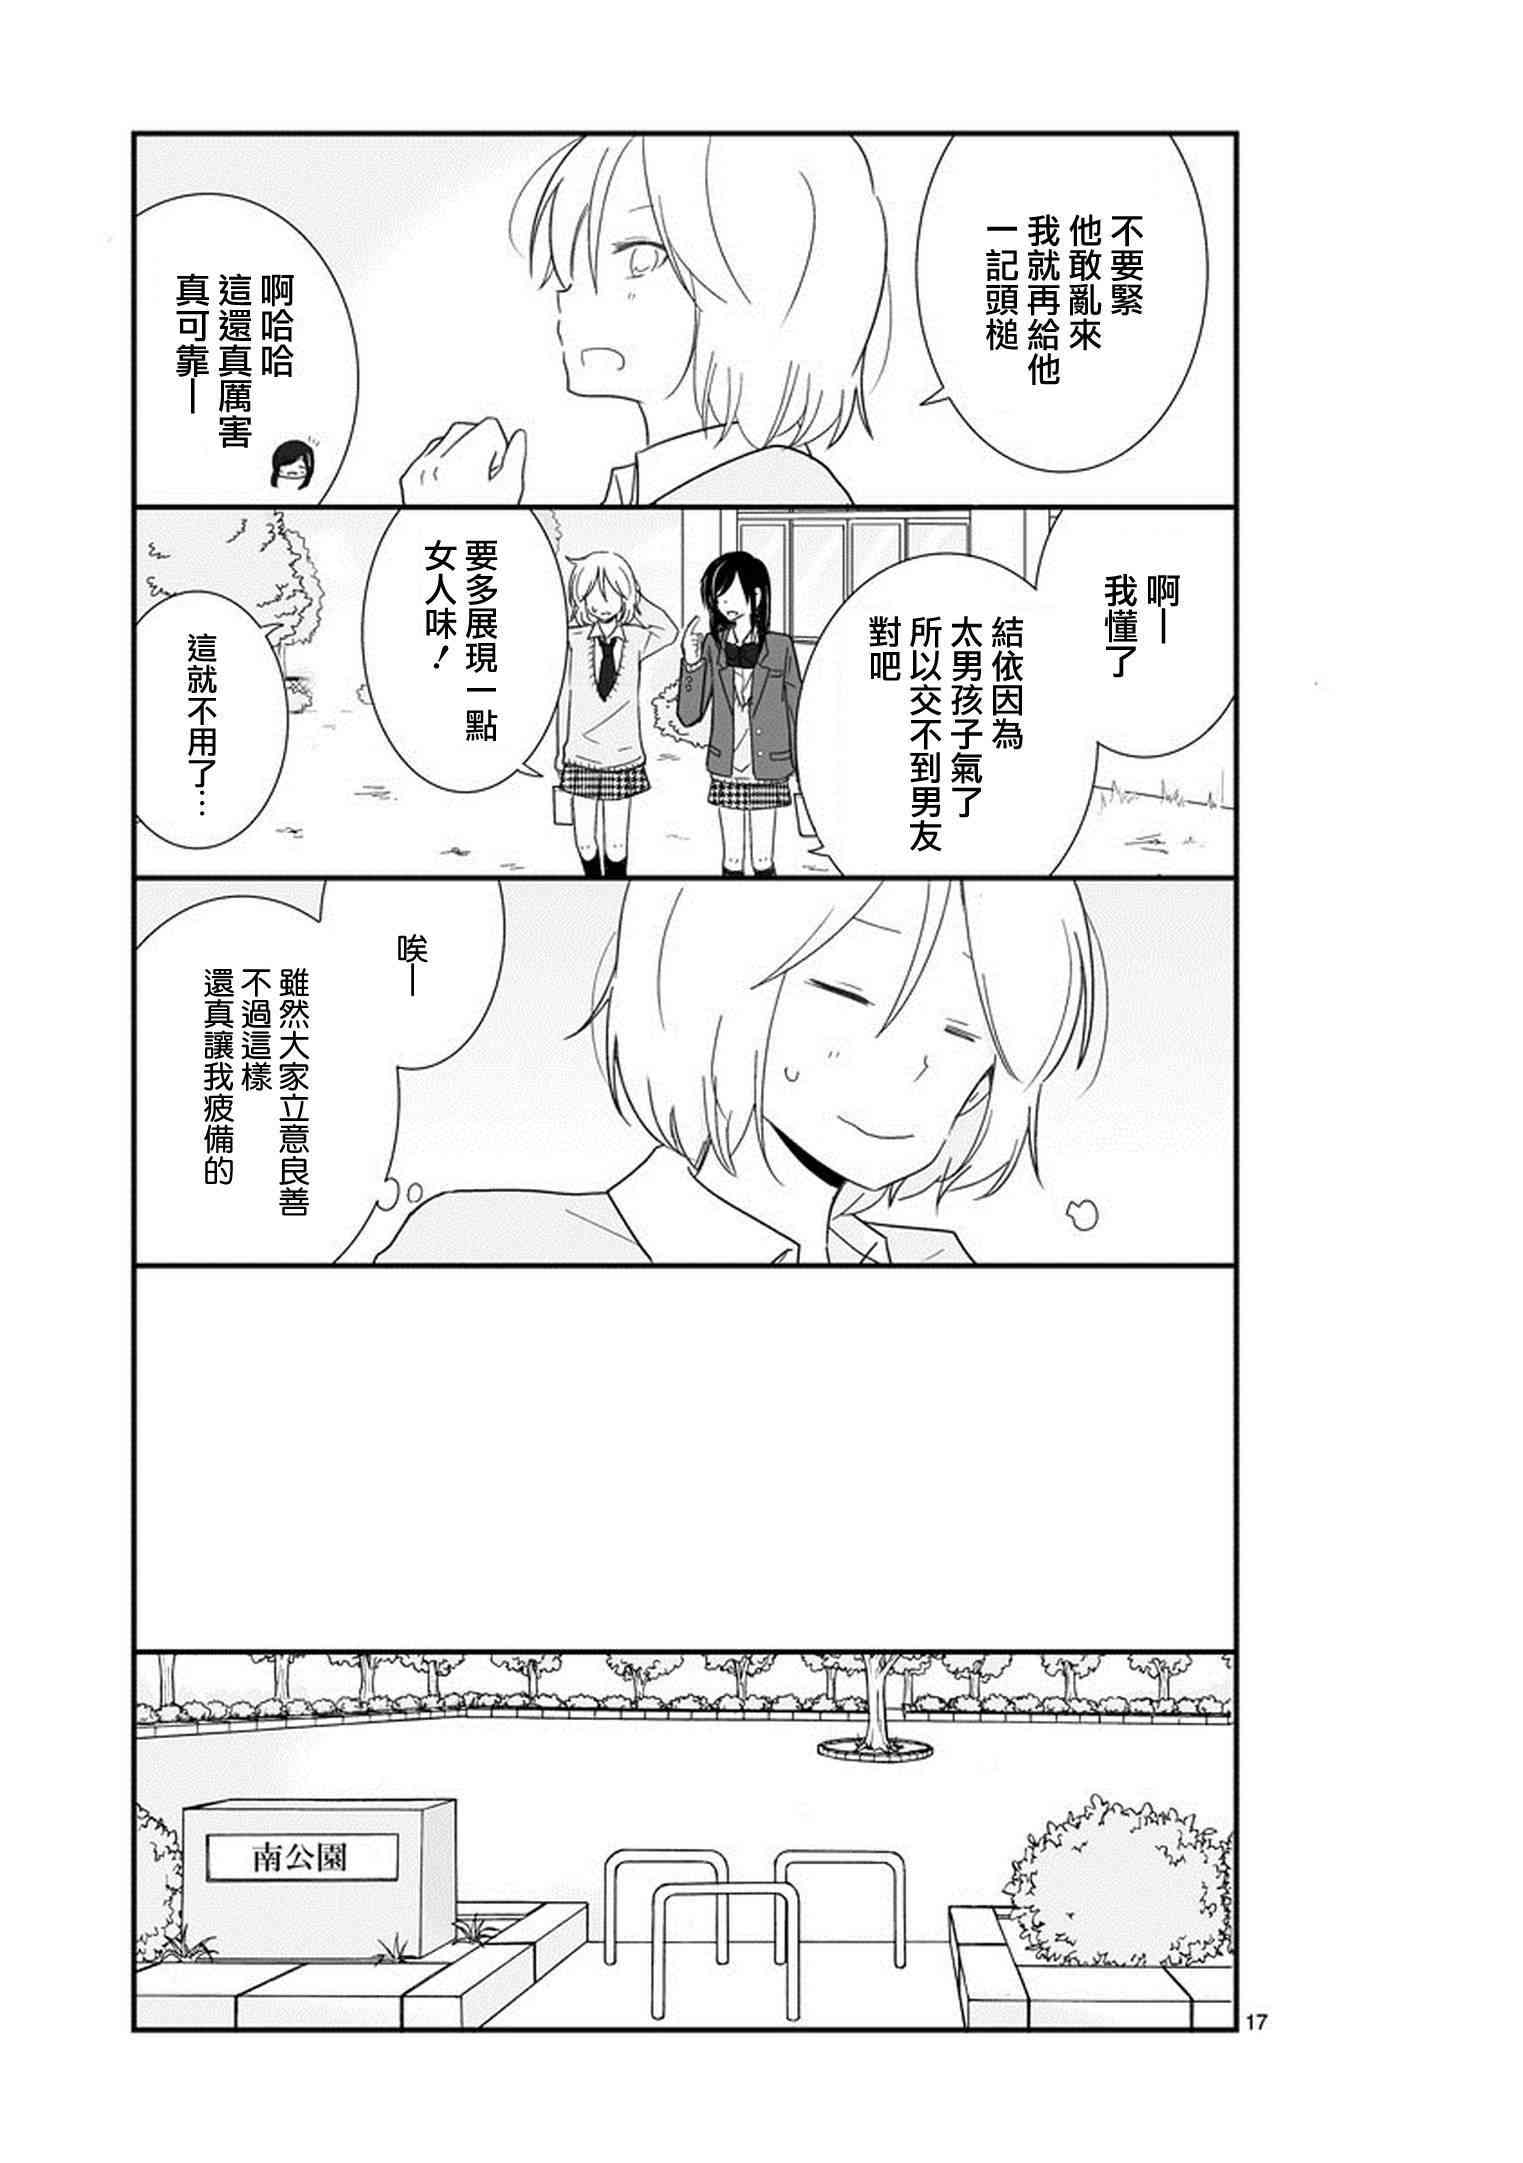 不要緊
他敢亂來
我就再給他
一記頭槌
啊哈哈
這還真厲害
真可靠—
啊—
我懂了
結依因為
太男孩子氣了
所以交不到男友
對吧
要多展現一點
女人味！
這就不用了…
唉—
雖然大家立意良善
不過這樣
還真讓我疲備的
南公園
17